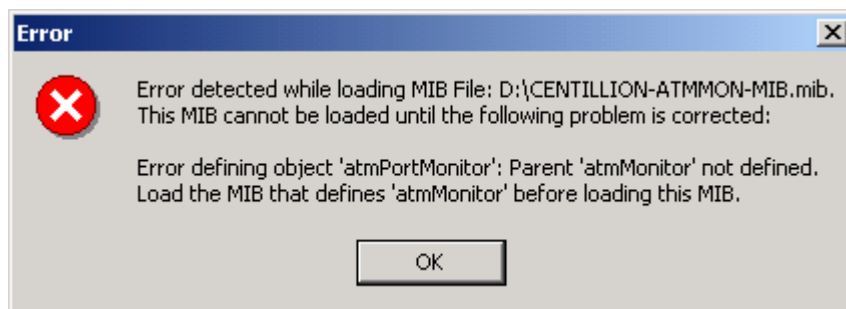 Error
Error detected while loading MIB File: D:\CENTILLION-ATMMON-MIB.mib.
This MIB cannot be loaded until the following problem is corrected:
Error defining object 'atmPortMonitor': Parent 'atmMonitor' not defined.
Load the MIB that defines 'atmMonitor' before loading this MIB.
OK